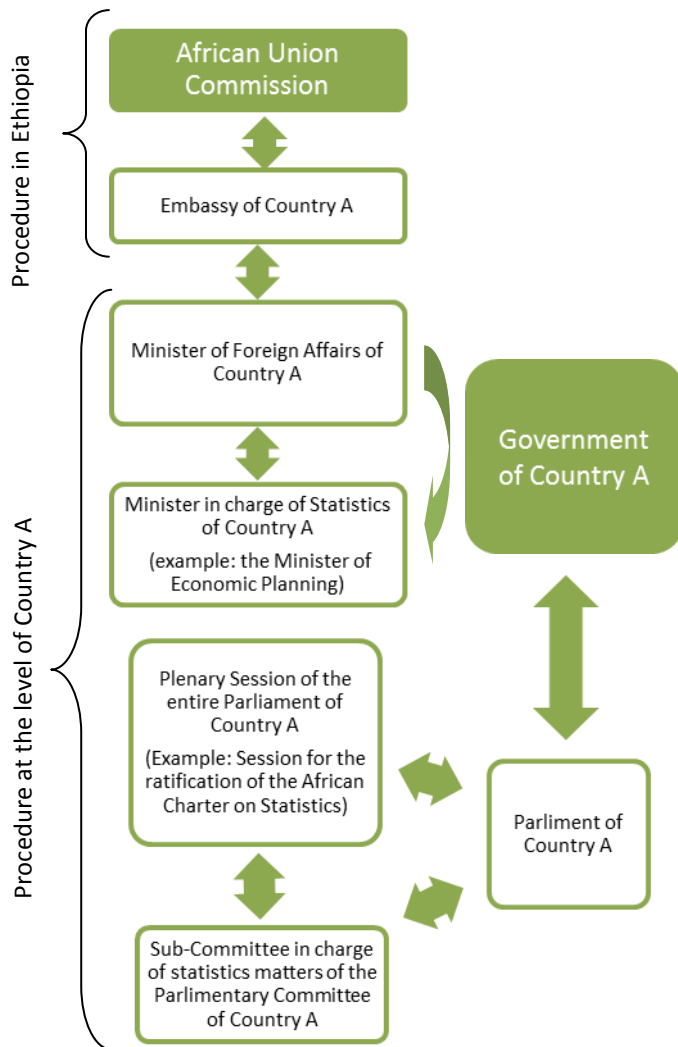 Procedure in Ethiopia
African Union
Commission
Embassy of Country A
Procedure at the level of Country A
Minister of Foreign Affairs of
Country A
Government
of Country A
Minister in charge of Statistics
of Country A
(example: the Minister of
Economic Planning)
Plenary Session of the
entire Parliament of
Country A
(Example: Session for the
ratification of the African
Charter on Statistics)
Parliment of
Country A
Sub-Committee in charge
of statistics matters of the
Parlimentary Committee
of Country A